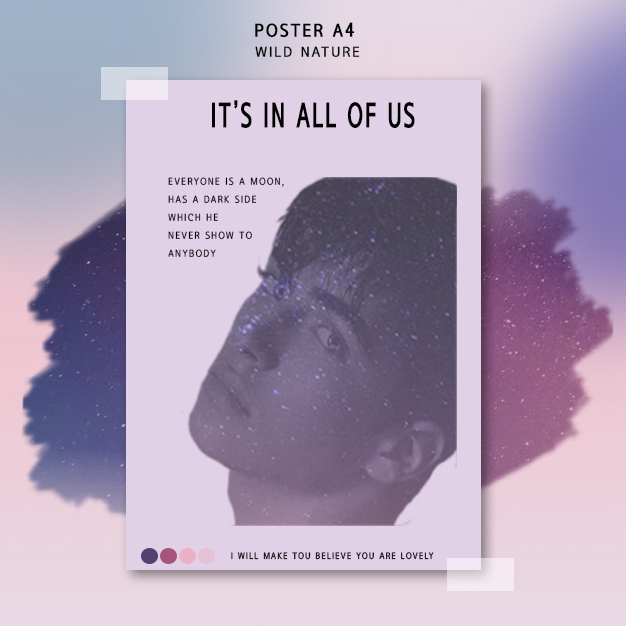 POSTER A4
WILD NATURE
IT'S IN ALL OF US
EVERYONE IS A MOON,
HAS A DARK SIDE
WHICH HE
NEVER SHOW TO
ANYBODY
I WILL MAKE TOU BELIEVE YOU ARE LOVELY